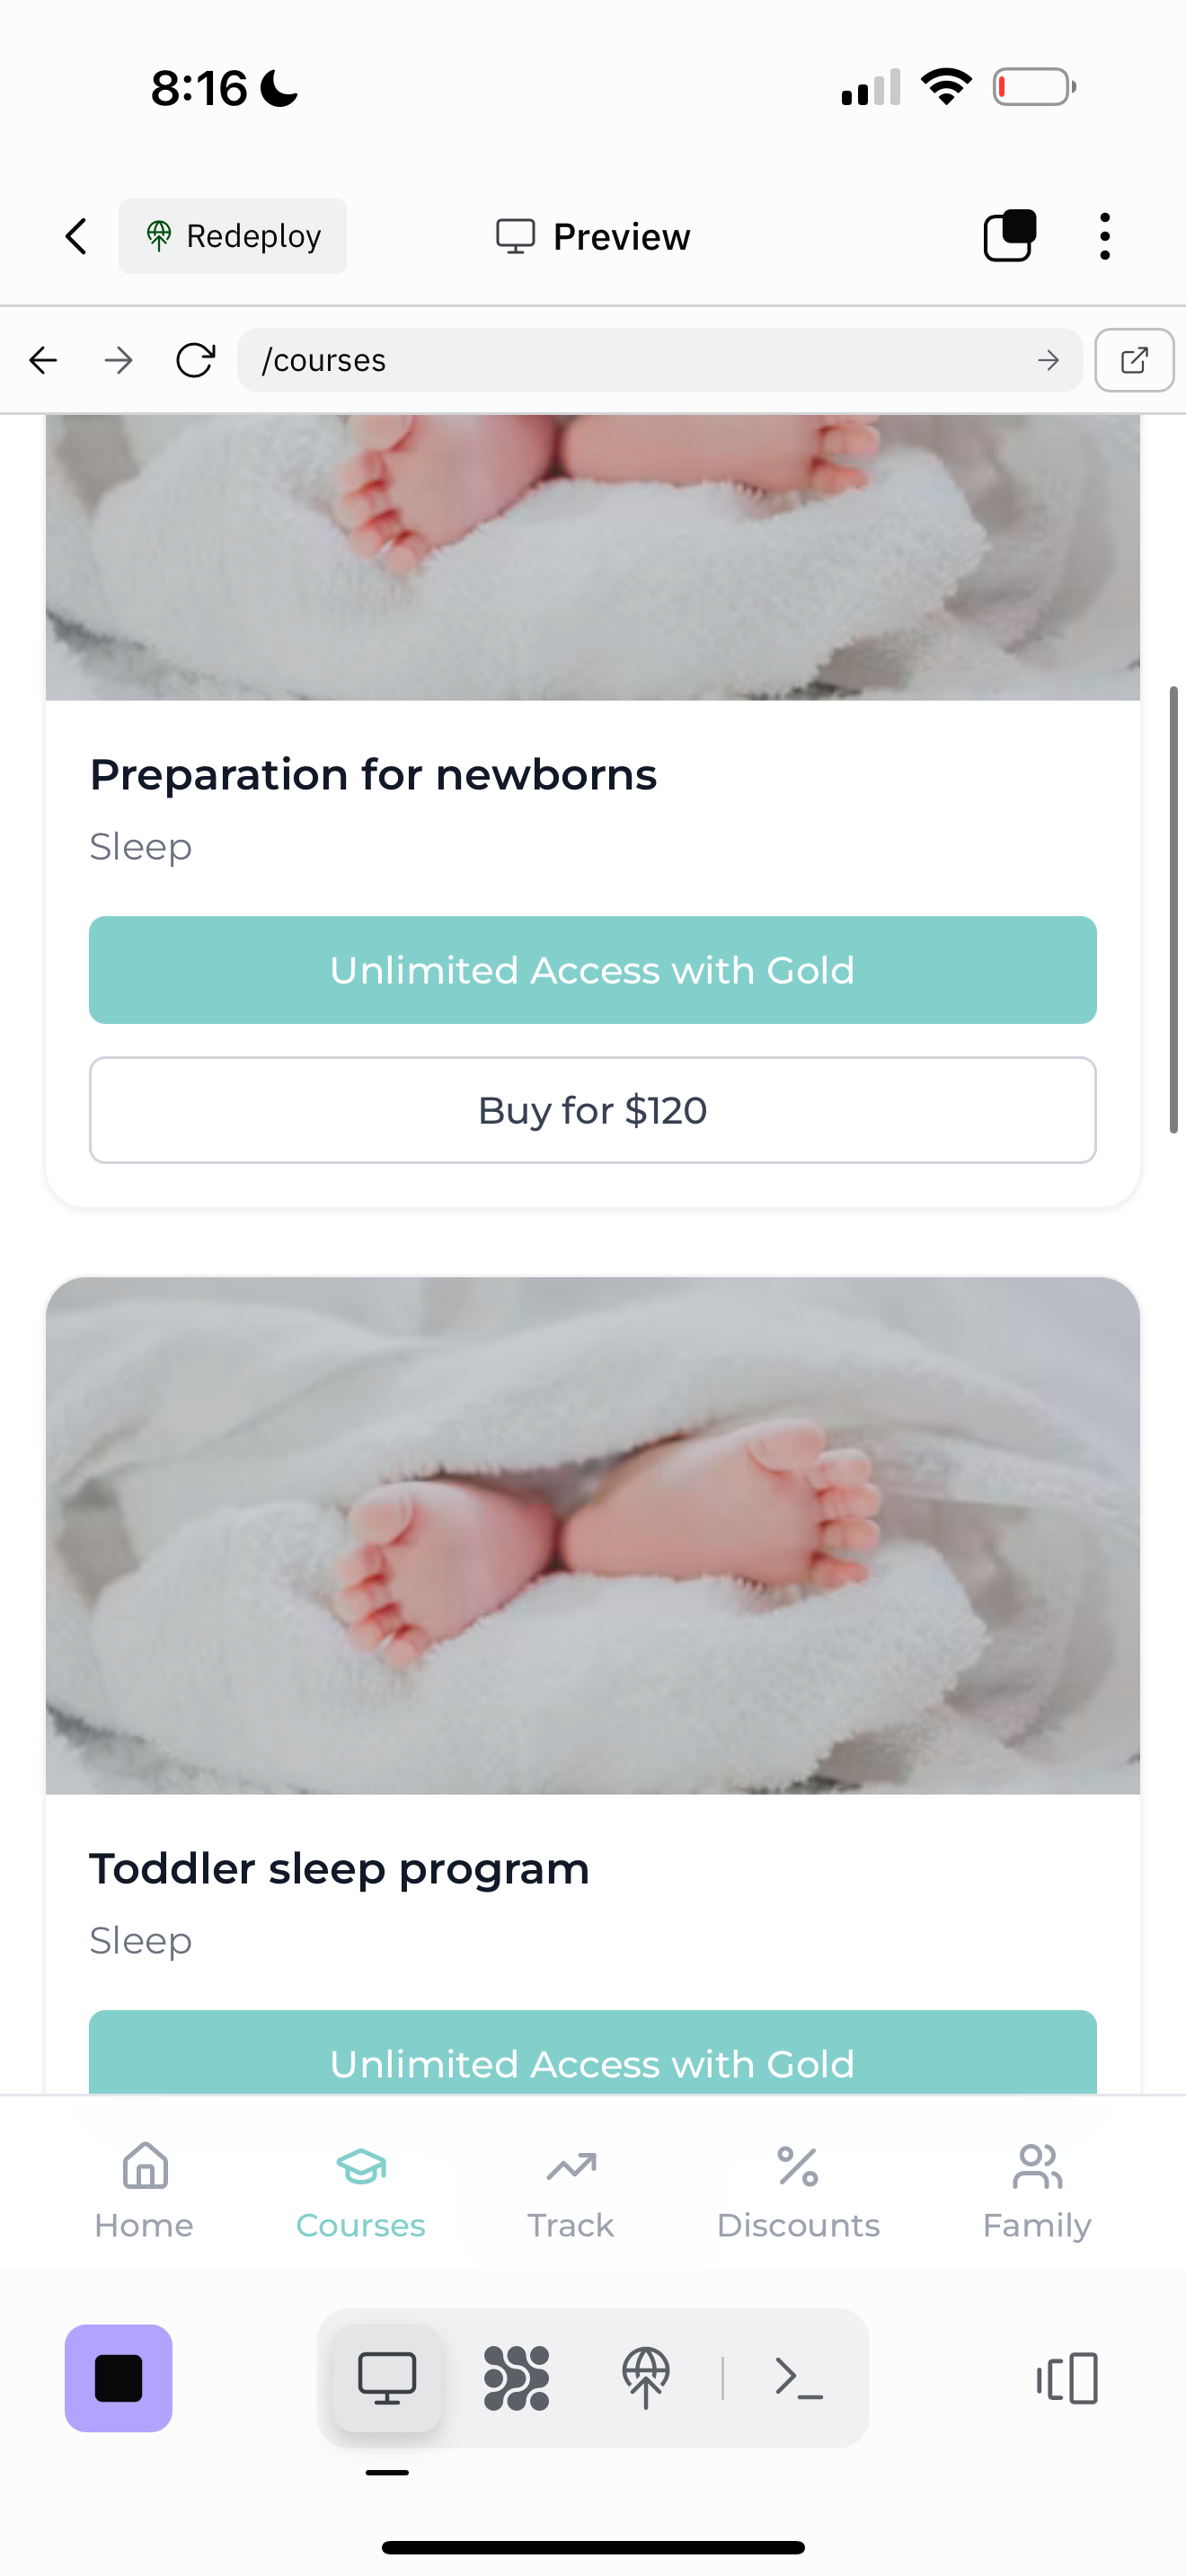 8:16
Redeploy
Preview
/courses
Preparation for newborns
Sleep
Unlimited Access with Gold
Buy for $120
Toddler sleep program
Sleep
Unlimited Access with Gold
Home
Courses
Track
Discounts
Family